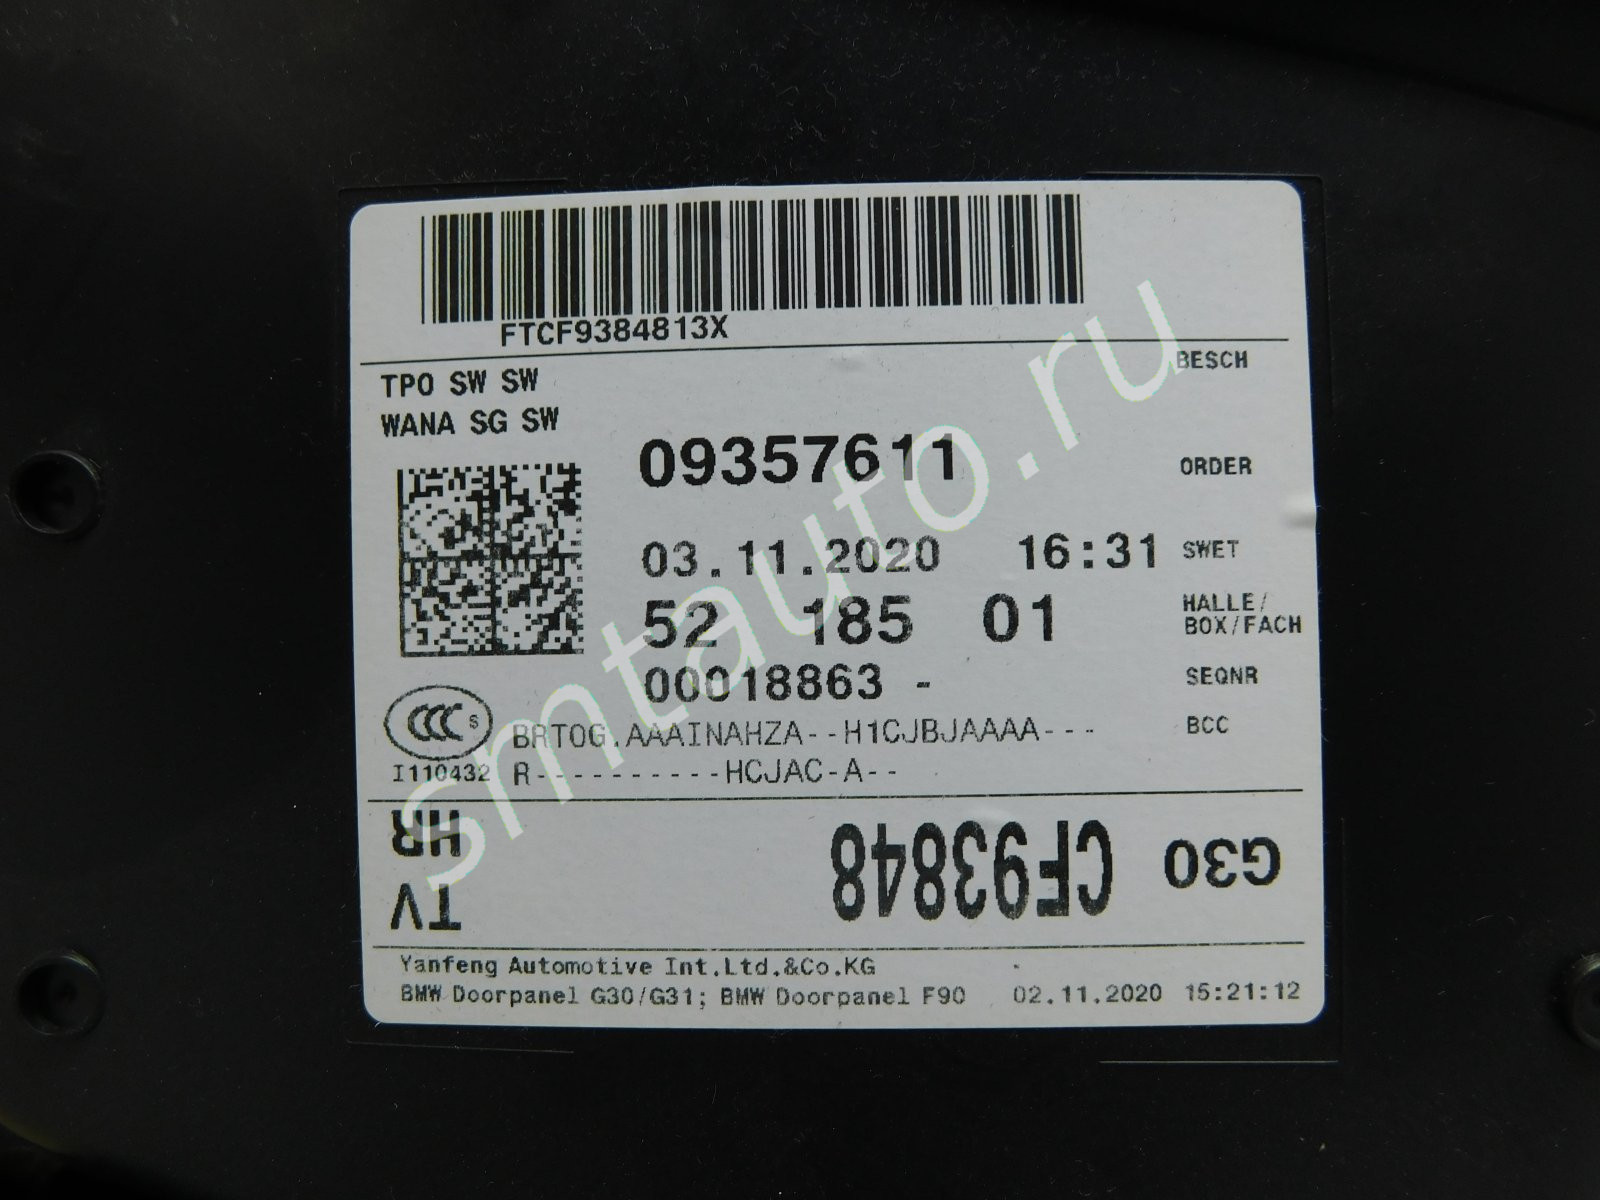 FTCF9384813X
TPO SW SW
BESCH
WANA SG SW
09357611 ORDER
03.11.2020 16:31 SWET
52 185 01 HALLE/
BOX/FACH
00018863 - SEQNR
CCC S
BRTOG.AAAINAHZA--H1CJBJAAAA--- BCC
I110432 R----------HCJAC-A--
G30 CF93848 HR
TV
Yanfeng Automotive Int.Ltd.&Co.KG
BMW Doorpanel G30/G31; BMW Doorpanel F90 02.11.2020 15:21:12
smtauto.ru